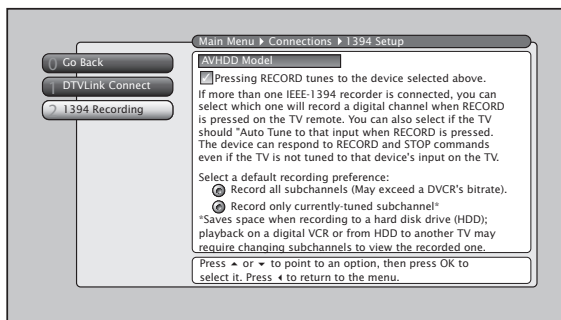 Main Menu ▸ Connections ▸ 1394 Setup
0 Go Back
1 DTVLink Connect
2 1394 Recording
AVHDD Model
Pressing RECORD tunes to the device selected above.
If more than one IEEE-1394 recorder is connected, you can
select which one will record a digital channel when RECORD
is pressed on the TV remote. You can also select if the TV
should "Auto Tune to that input when RECORD is pressed.
The device can respond to RECORD and STOP commands
even if the TV is not tuned to that device's input on the TV.
Select a default recording preference:
Record all subchannels (May exceed a DVCR's bitrate).
Record only currently-tuned subchannel*
*Saves space when recording to a hard disk drive (HDD);
playback on a digital VCR or from HDD to another TV may
require changing subchannels to view the recorded one.
Press ▴ or ▾ to point to an option, then press OK to
select it. Press ◂ to return to the menu.